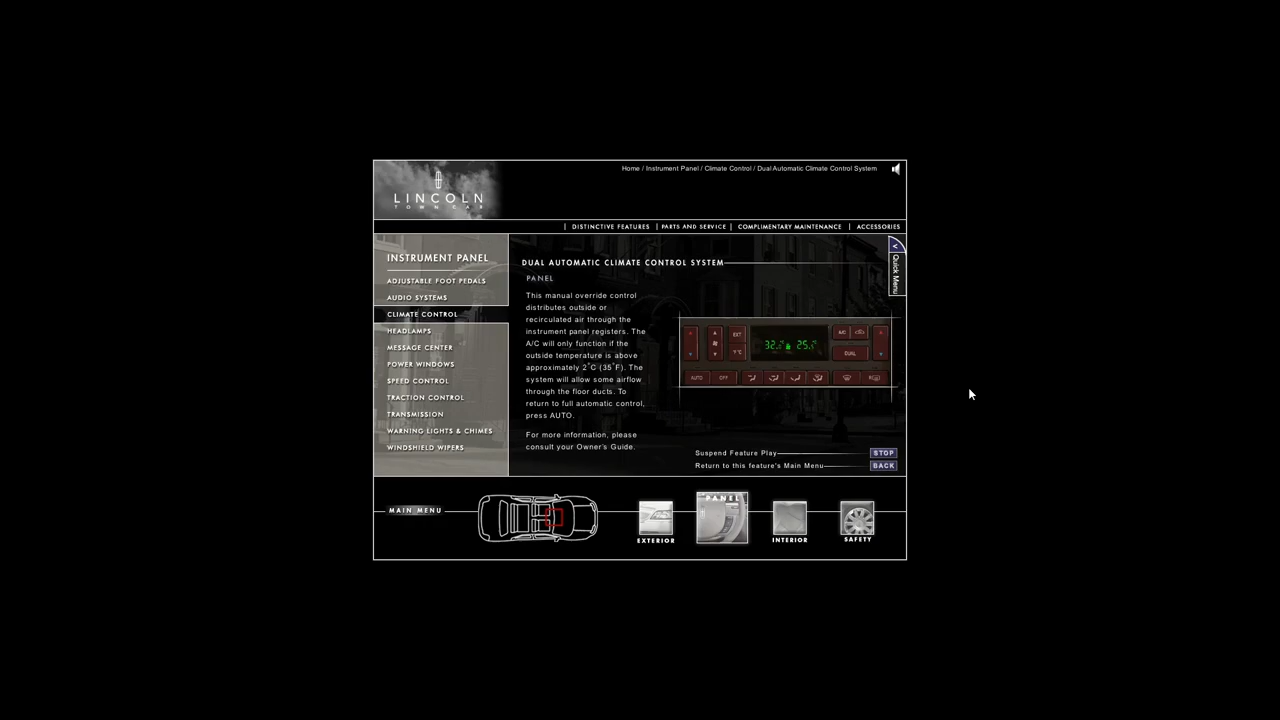 Home / Instrument Panel / Climate Control / Dual Automatic Climate Control System
LINCOLN
TOWN CAR
DISTINCTIVE FEATURES
PARTS AND SERVICE
COMPLIMENTARY MAINTENANCE
ACCESSORIES
Quick Menu
INSTRUMENT PANEL
ADJUSTABLE FOOT PEDALS
AUDIO SYSTEMS
CLIMATE CONTROL
HEADLAMPS
MESSAGE CENTER
POWER WINDOWS
SPEED CONTROL
TRACTION CONTROL
TRANSMISSION
WARNING LIGHTS & CHIMES
WINDSHIELD WIPERS
DUAL AUTOMATIC CLIMATE CONTROL SYSTEM
PANEL
This manual override control
distributes outside or
recirculated air through the
instrument panel registers. The
A/C will only function if the
outside temperature is above
approximately 2°C (35°F). The
system will allow some airflow
through the floor ducts. To
return to full automatic control,
press AUTO.
For more information, please
consult your Owner's Guide.
EXT
A/C
DUAL
AUTO
OFF
Suspend Feature Play
STOP
Return to this feature's Main Menu
BACK
MAIN MENU
EXTERIOR
PANEL
INTERIOR
SAFETY